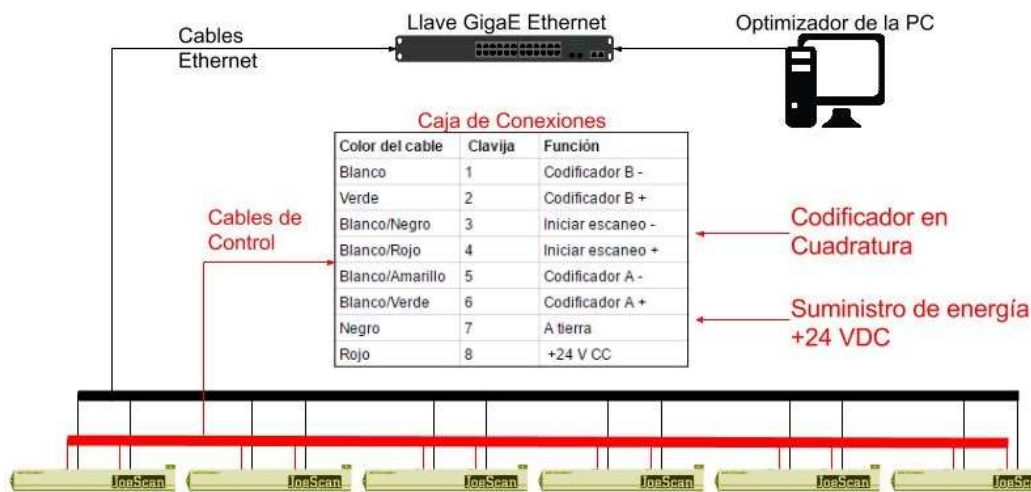 Llave GigaE Ethernet
Optimizador de la PC
Cables
Ethernet
Caja de Conexiones
Color del cable Clavija Función
Blanco 1 Codificador B -
Verde 2 Codificador B +
Blanco/Negro 3 Iniciar escaneo -
Blanco/Rojo 4 Iniciar escaneo +
Blanco/Amarillo 5 Codificador A -
Blanco/Verde 6 Codificador A +
Negro 7 A tierra
Rojo 8 +24 V CC
Cables de
Control
Codificador en
Cuadratura
Suministro de energía
+24 VDC
JoeScan JoeScan JoeScan JoeScan JoeScan